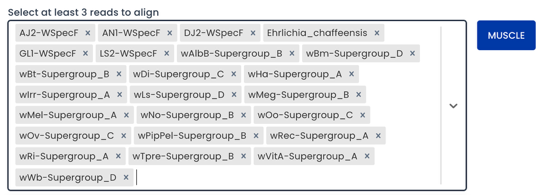 Select at least 3 reads to align
AJ2-WSpecF × AN1-WSpecF × DJ2-WSpecF × Ehrlichia_chaffeensis ×
MUSCLE
GL1-WSpecF × LS2-WSpecF × wAlbB-Supergroup_B × wBm-Supergroup_D ×
wBt-Supergroup_B × wDi-Supergroup_C × wHa-Supergroup_A ×
wIrr-Supergroup_A × wLs-Supergroup_D × wMeg-Supergroup_B ×
wMel-Supergroup_A × wNo-Supergroup_B × wOo-Supergroup_C ×
wOv-Supergroup_C × wPipPel-Supergroup_B × wRec-Supergroup_A ×
wRi-Supergroup_A × wTpre-Supergroup_B × wVitA-Supergroup_A ×
wWb-Supergroup_D ×